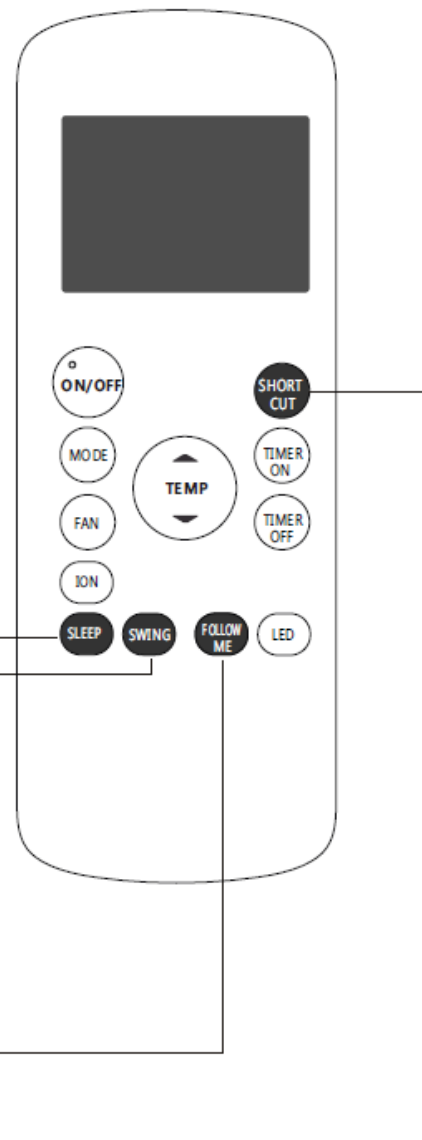 ON/OFF
SHORT
CUT
MODE
TEMP
TIMER
ON
FAN
TIMER
OFF
ION
SLEEP
SWING
FOLLOW
ME
LED